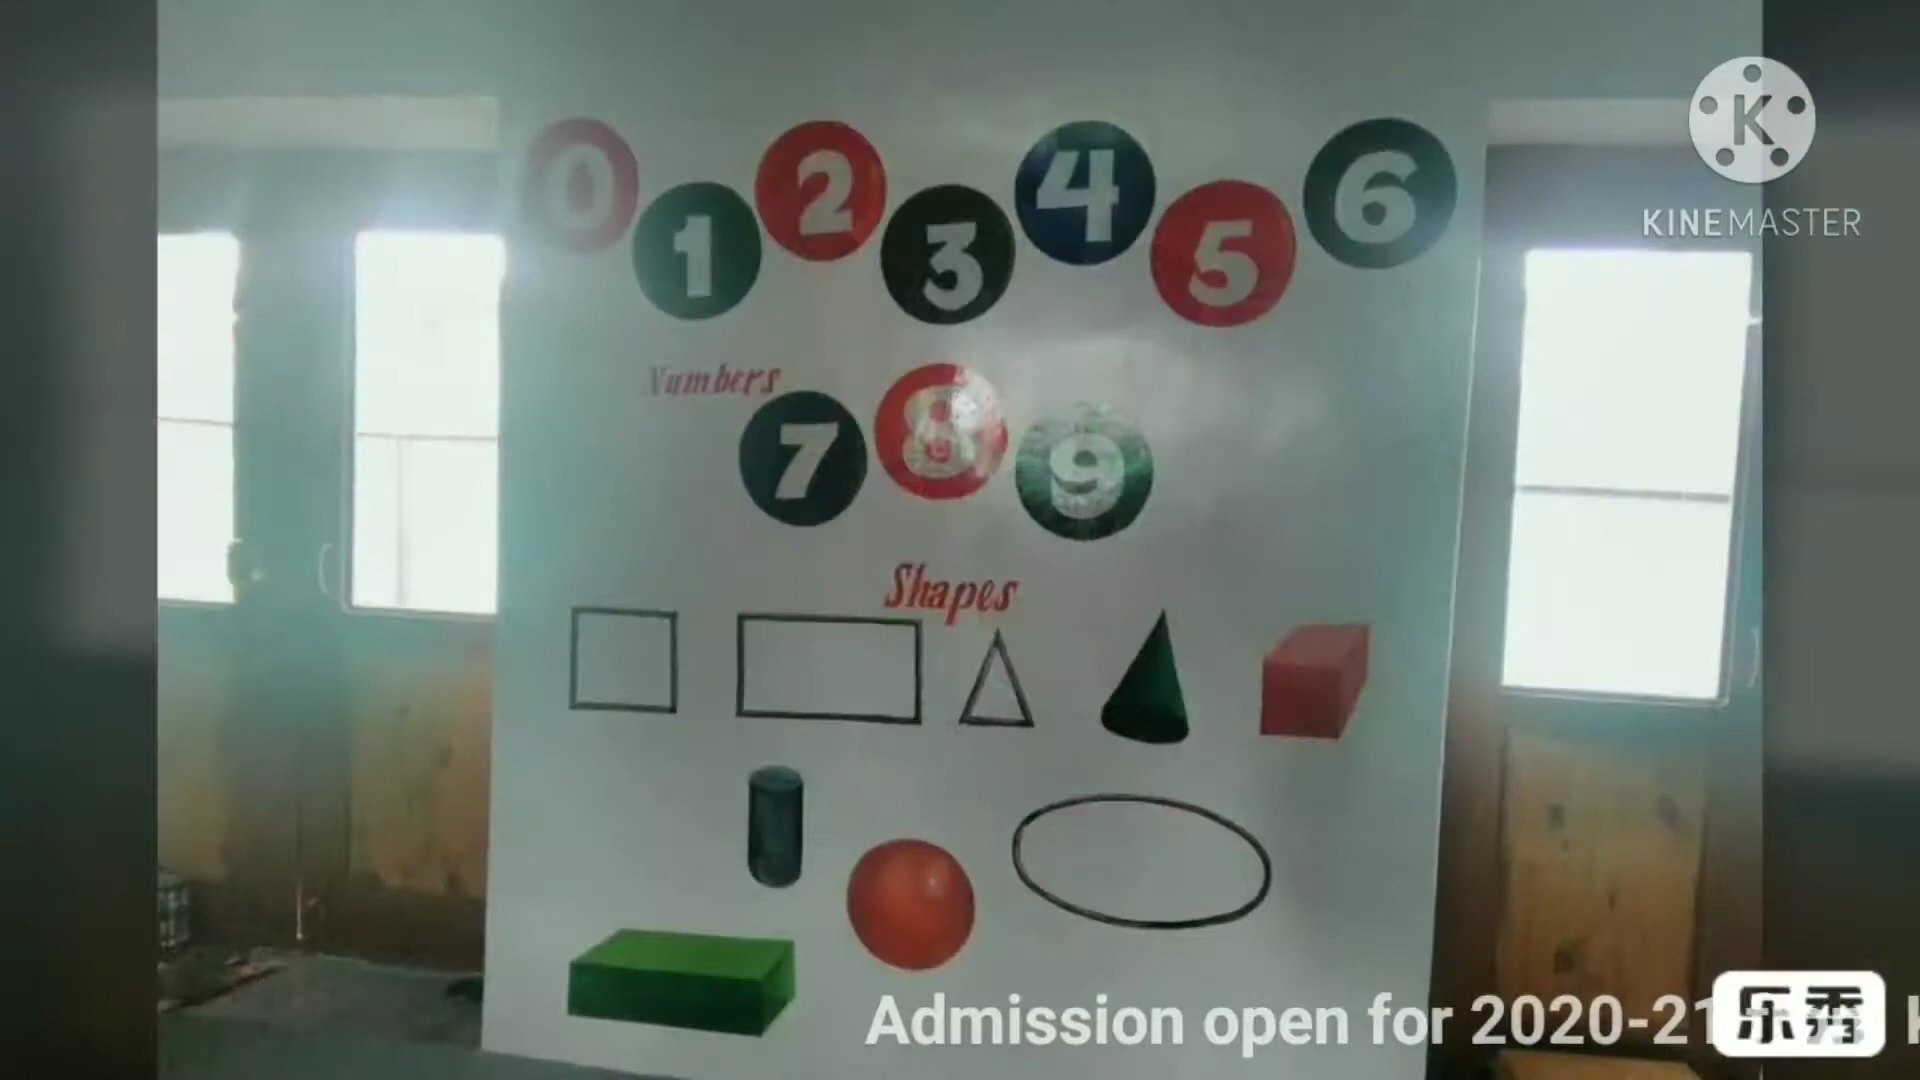 0 1 2 3 4 5 6
Numbers
7 8 9
Shapes
K
KINEMASTER
Admission open for 2020-21
乐秀